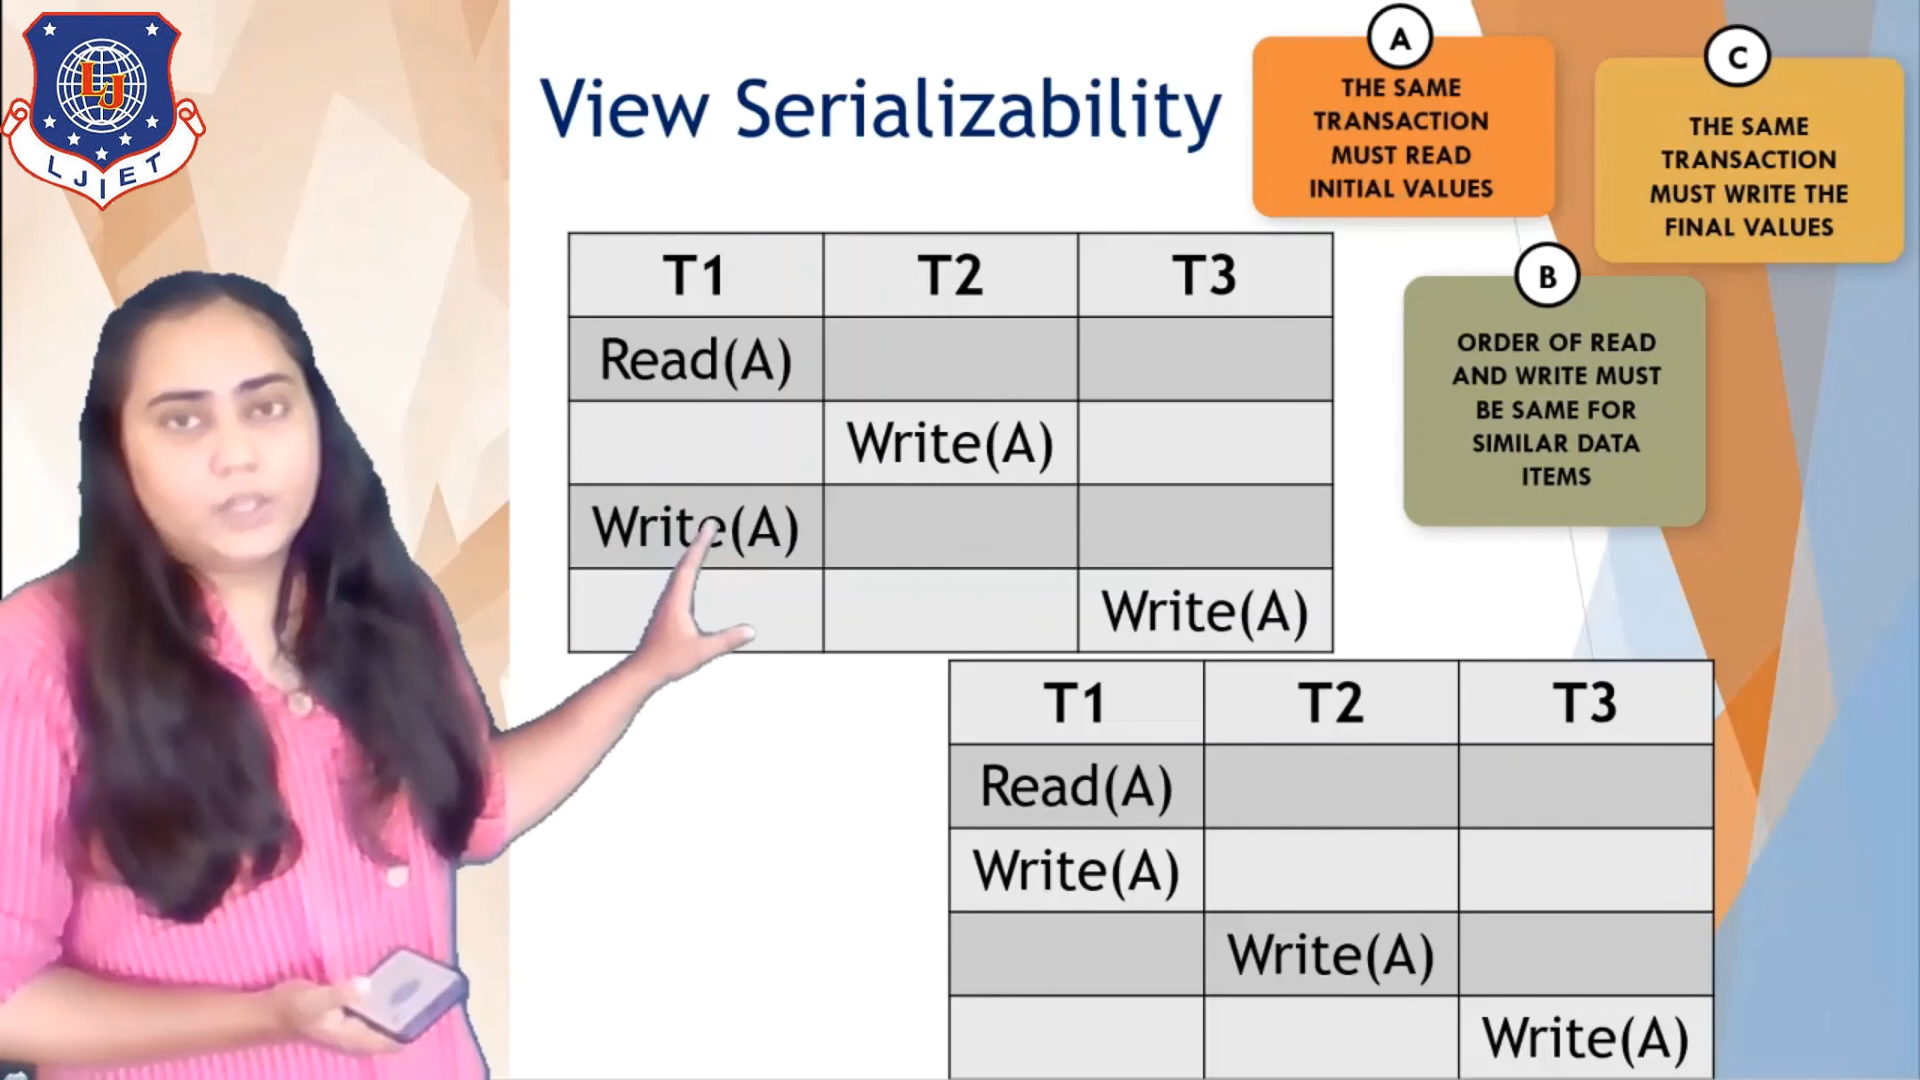 LJ
LJIET
View Serializability
A
THE SAME
TRANSACTION
MUST READ
INITIAL VALUES
C
THE SAME
TRANSACTION
MUST WRITE THE
FINAL VALUES
B
ORDER OF READ
AND WRITE MUST
BE SAME FOR
SIMILAR DATA
ITEMS
T1 T2 T3
Read(A)
Write(A)
Write(A)
Write(A)
T1 T2 T3
Read(A)
Write(A)
Write(A)
Write(A)